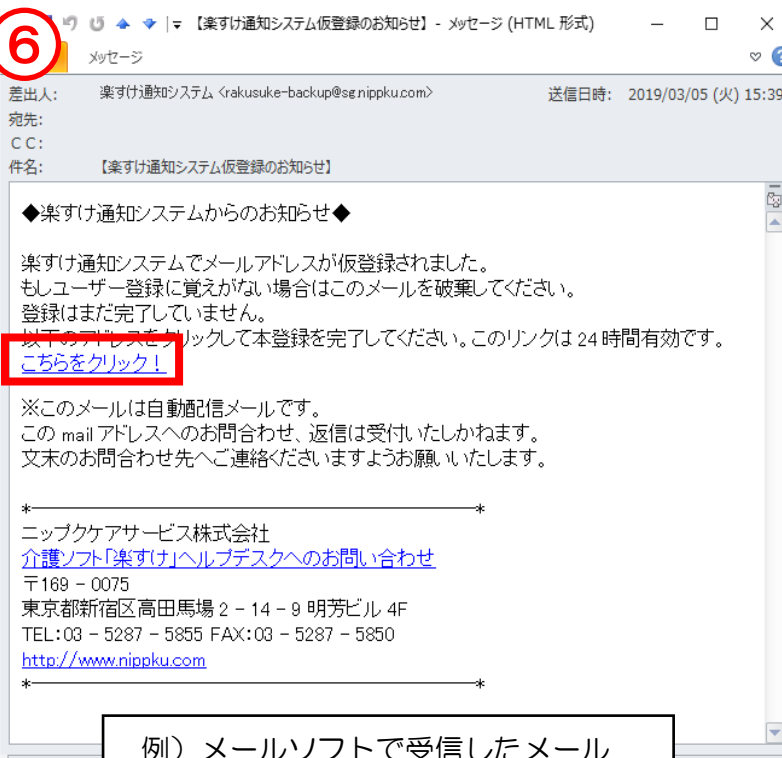 ⑥
【楽すけ通知システム仮登録のお知らせ】 - メッセージ (HTML 形式)
メッセージ
差出人: 楽すけ通知システム <rakusuke-backup@sg.nippku.com> 送信日時: 2019/03/05 (火) 15:39
宛先:
CC:
件名: 【楽すけ通知システム仮登録のお知らせ】
◆楽すけ通知システムからのお知らせ◆
楽すけ通知システムでメールアドレスが仮登録されました。
もしユーザー登録に覚えがない場合はこのメールを破棄してください。
登録はまだ完了していません。
以下のアドレスをクリックして本登録を完了してください。このリンクは 24 時間有効です。
こちらをクリック！
※このメールは自動配信メールです。
この mail アドレスへのお問合わせ、返信は受付いたしかねます。
文末のお問合わせ先へご連絡くださいますようお願いいたします。
*――――――――――――――――――――*
ニップクケアサービス株式会社
介護ソフト「楽すけ」ヘルプデスクへのお問い合わせ
〒169 - 0075
東京都新宿区高田馬場 2 - 14 - 9 明芳ビル 4F
TEL:03 - 5287 - 5855 FAX:03 - 5287 - 5850
http://www.nippku.com
*――――――――――――――――――――*
例）メールソフトで受信したメール